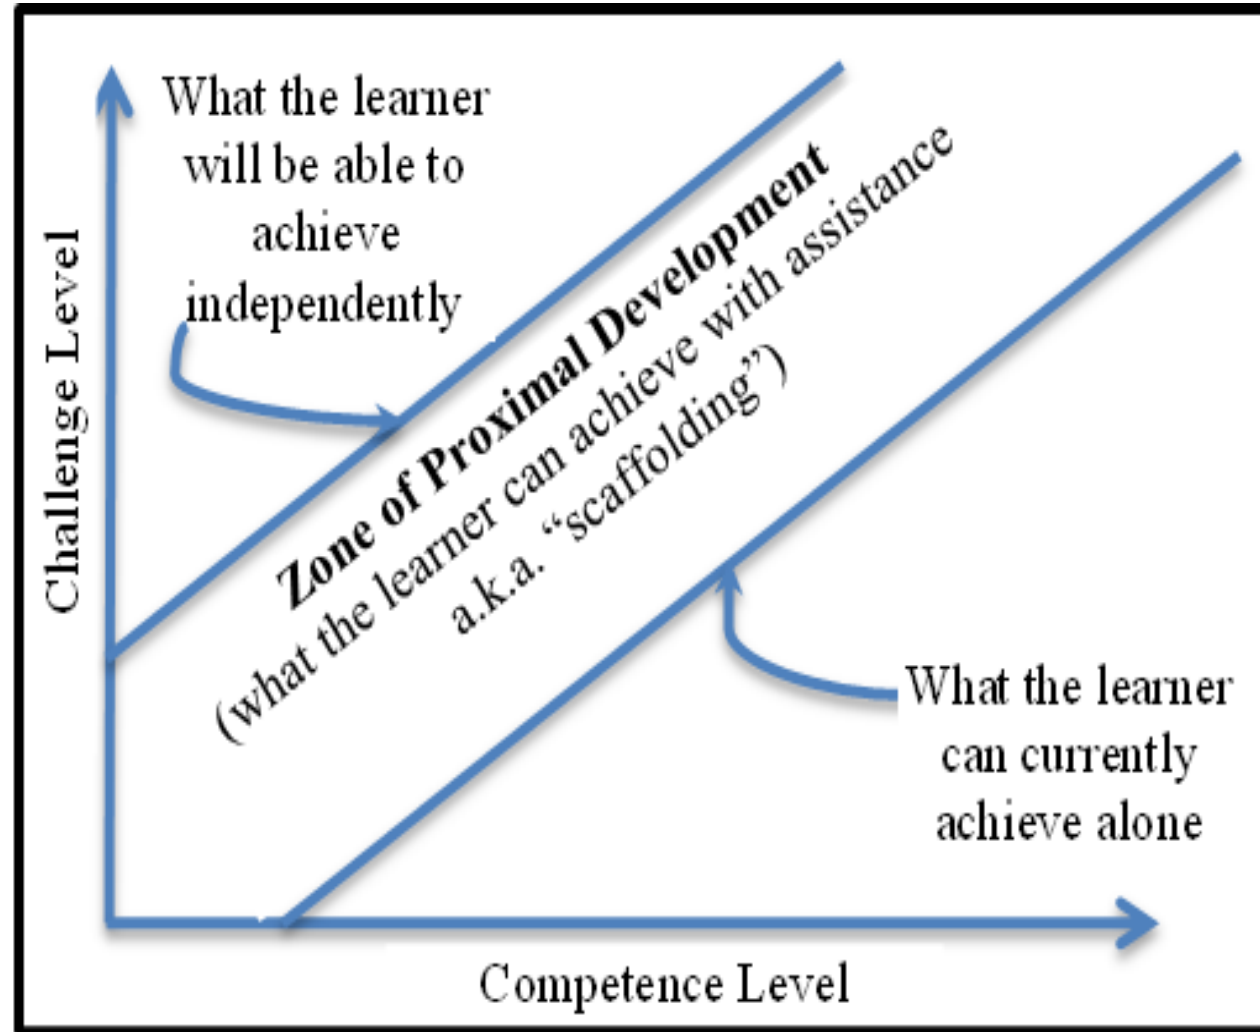 What the learner
will be able to
achieve
independently
Challenge Level
Zone of Proximal Development
(what the learner can achieve with assistance
a.k.a. “scaffolding”)
What the learner
can currently
achieve alone
Competence Level